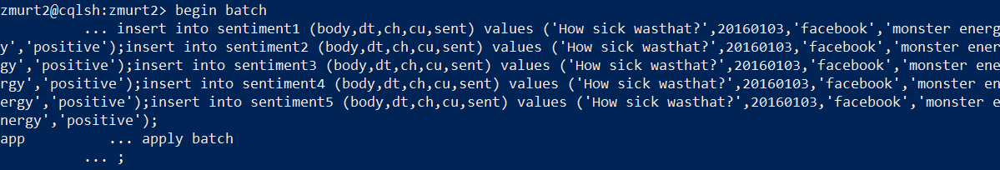 zmurt2@cqlsh:zmurt2> begin batch
... insert into sentiment1 (body,dt,ch,cu,sent) values ('How sick wasthat?',20160103,'facebook','monster energ
y','positive');insert into sentiment2 (body,dt,ch,cu,sent) values ('How sick wasthat?',20160103,'facebook','monster ener
gy','positive');insert into sentiment3 (body,dt,ch,cu,sent) values ('How sick wasthat?',20160103,'facebook','monster ene
rgy','positive');insert into sentiment4 (body,dt,ch,cu,sent) values ('How sick wasthat?',20160103,'facebook','monster en
ergy','positive');insert into sentiment5 (body,dt,ch,cu,sent) values ('How sick wasthat?',20160103,'facebook','monster e
nergy','positive');
app ... apply batch
... ;